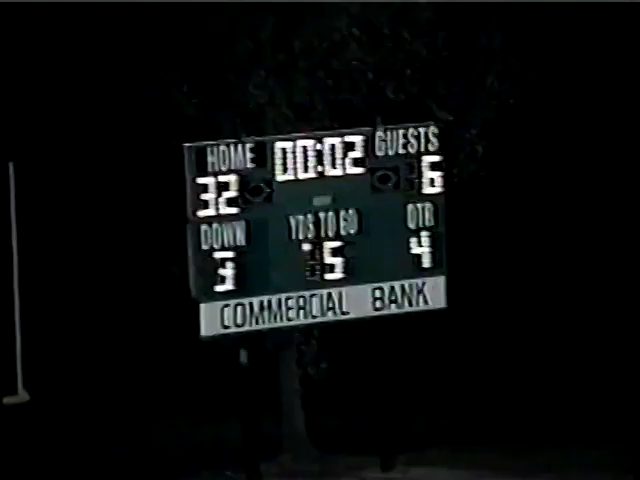 HOME 00:02 GUESTS
32 6
DOWN YDS TO GO QTR
3 5 4
COMMERCIAL BANK